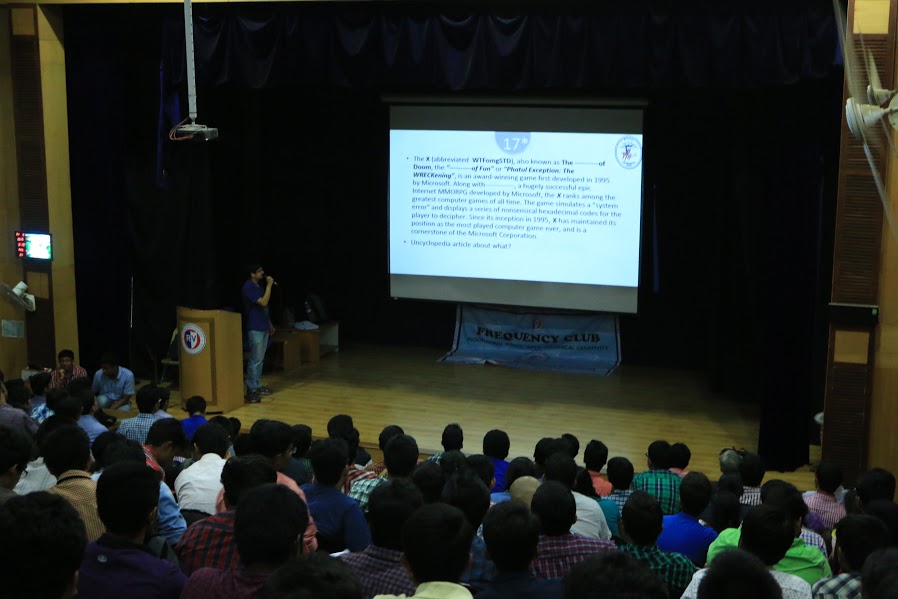 17*
• The X (abbreviated WTFomgSTD), also known as The ----------of
Doom, the "----------of Fun" or "Phatal Exception: The
WRECKening", is an award-winning game first developed in 1995
by Microsoft. Along with ------------, a hugely successful epic
Internet MMORPG developed by Microsoft, the X ranks among the
greatest computer games of all time. The game simulates a "system
error" and displays a series of nonsensical hexadecimal codes for the
player to decipher. Since its inception in 1995, X has maintained its
position as the most played computer game ever, and is a
cornerstone of the Microsoft Corporation.
• Uncyclopedia article about what?
FREQUENCY CLUB